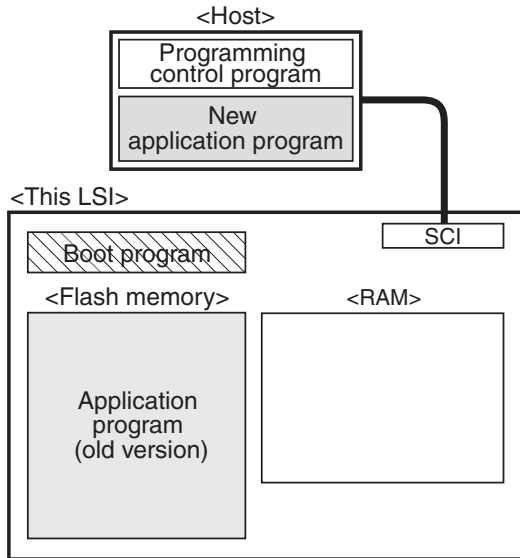 <Host>
Programming
control program
New
application program
<This LSI>
SCI
Boot program
<Flash memory>
<RAM>
Application
program
(old version)